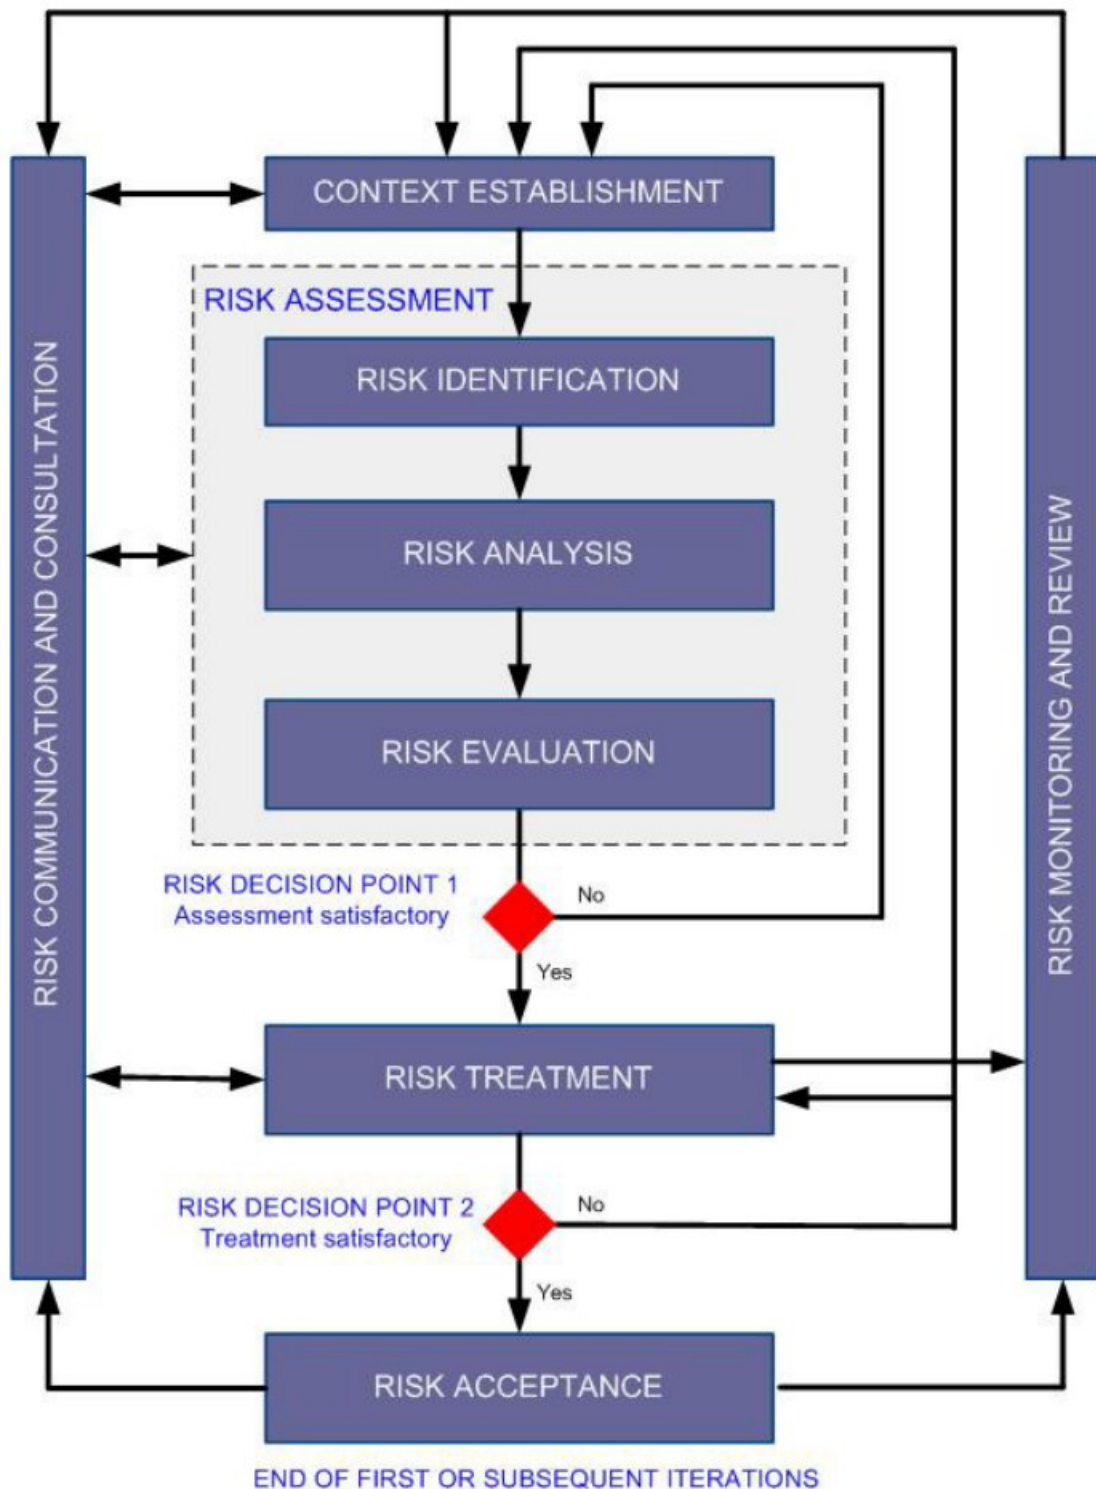 CONTEXT ESTABLISHMENT
RISK ASSESSMENT
RISK IDENTIFICATION
RISK ANALYSIS
RISK EVALUATION
RISK DECISION POINT 1
Assessment satisfactory
No
Yes
RISK TREATMENT
RISK DECISION POINT 2
Treatment satisfactory
No
Yes
RISK ACCEPTANCE
END OF FIRST OR SUBSEQUENT ITERATIONS
RISK COMMUNICATION AND CONSULTATION
RISK MONITORING AND REVIEW